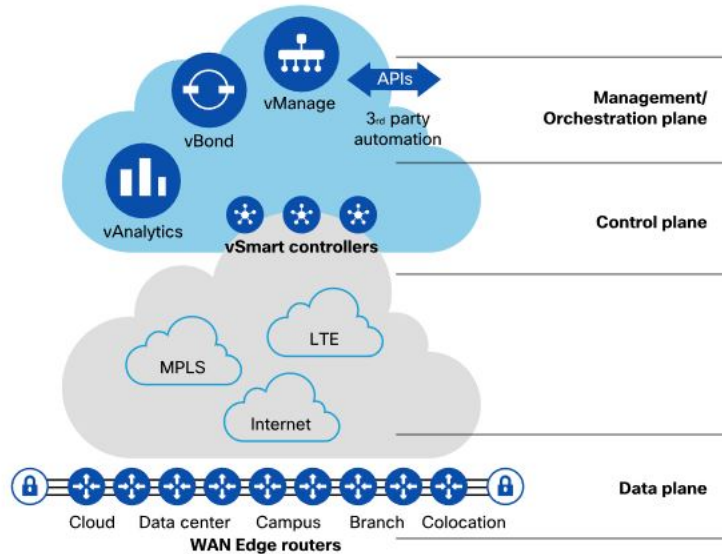 vManage
APIs
3rd party
automation
Management/
Orchestration plane
vBond
vAnalytics
vSmart controllers
Control plane
MPLS
LTE
Internet
Cloud
Data center
Campus
Branch
Colocation
WAN Edge routers
Data plane